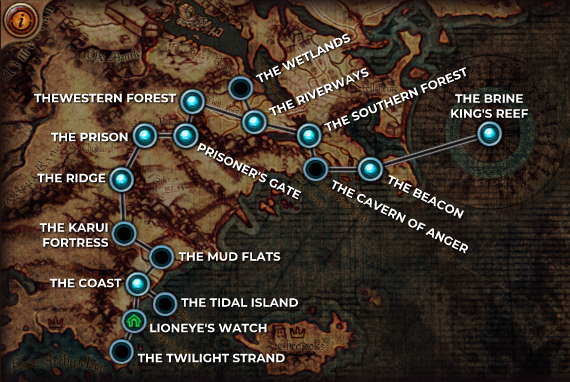 THE WETLANDS
THEWESTERN FOREST
THE RIVERWAYS
THE SOUTHERN FOREST
THE BRINE
KING'S REEF
THE PRISON
PRISONER'S GATE
THE RIDGE
THE BEACON
THE CAVERN OF ANGER
THE KARUI
FORTRESS
THE MUD FLATS
THE COAST
THE TIDAL ISLAND
LIONEYE'S WATCH
THE TWILIGHT STRAND